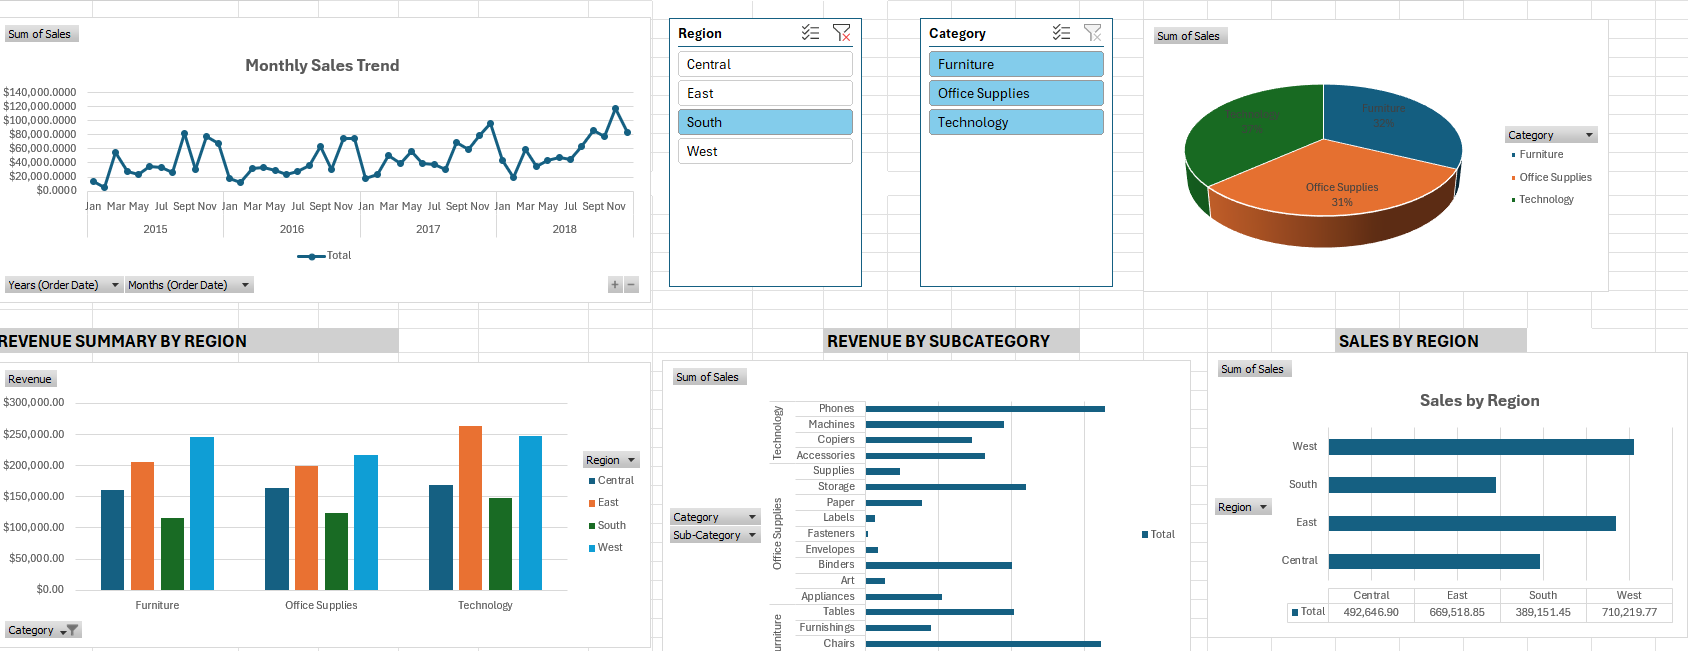 Sum of Sales
Monthly Sales Trend
$140,000.0000
$120,000.0000
$100,000.0000
$80,000.0000
$60,000.0000
$40,000.0000
$20,000.0000
$0.0000
Jan Mar May Jul Sept Nov Jan Mar May Jul Sept Nov Jan Mar May Jul Sept Nov Jan Mar May Jul Sept Nov
2015 2016 2017 2018
Total
Years (Order Date) Months (Order Date)
+ −
Region
Central
East
South
West
Category
Furniture
Office Supplies
Technology
Sum of Sales
Technology
37%
Furniture
32%
Office Supplies
31%
Category
Furniture
Office Supplies
Technology
REVENUE SUMMARY BY REGION
Revenue
$300,000.00
$250,000.00
$200,000.00
$150,000.00
$100,000.00
$50,000.00
$0.00
Furniture Office Supplies Technology
Region
Central
East
South
West
Category
REVENUE BY SUBCATEGORY
Sum of Sales
Category
Sub-Category
Technology
Phones
Machines
Copiers
Accessories
Office Supplies
Supplies
Storage
Paper
Labels
Fasteners
Envelopes
Binders
Art
Appliances
urniture
Tables
Furnishings
Chairs
Total
SALES BY REGION
Sum of Sales
Sales by Region
Region
West
South
East
Central
Central East South West
Total 492,646.90 669,518.85 389,151.45 710,219.77